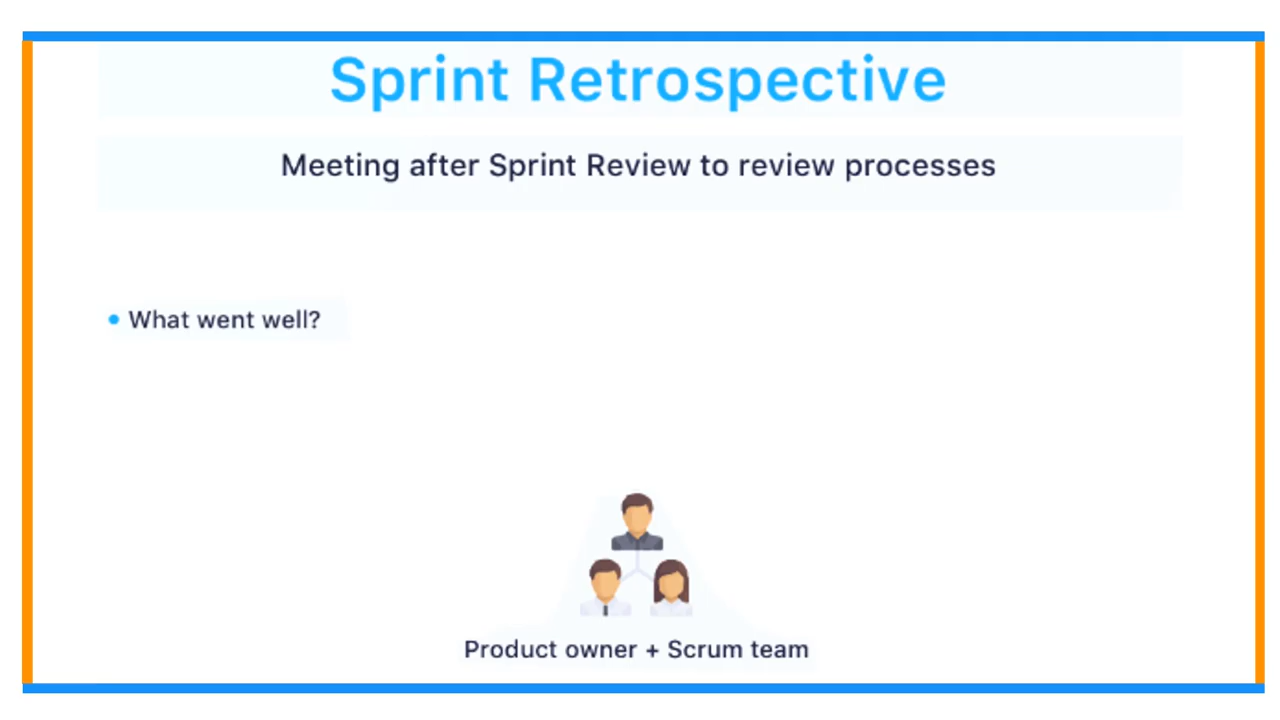 Sprint Retrospective
Meeting after Sprint Review to review processes
• What went well?
Product owner + Scrum team